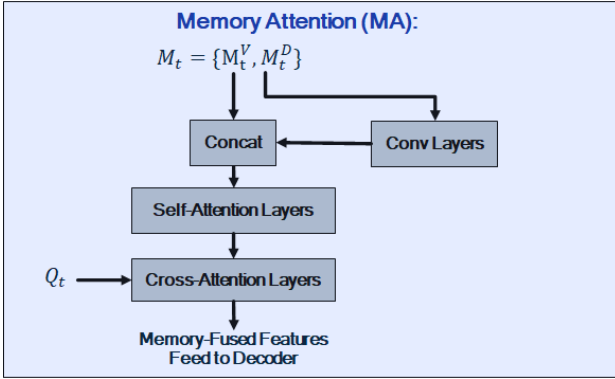 Memory Attention (MA):
M_t = {M_t^V, M_t^D}
Concat
Conv Layers
Self-Attention Layers
Q_t
Cross-Attention Layers
Memory-Fused Features
Feed to Decoder